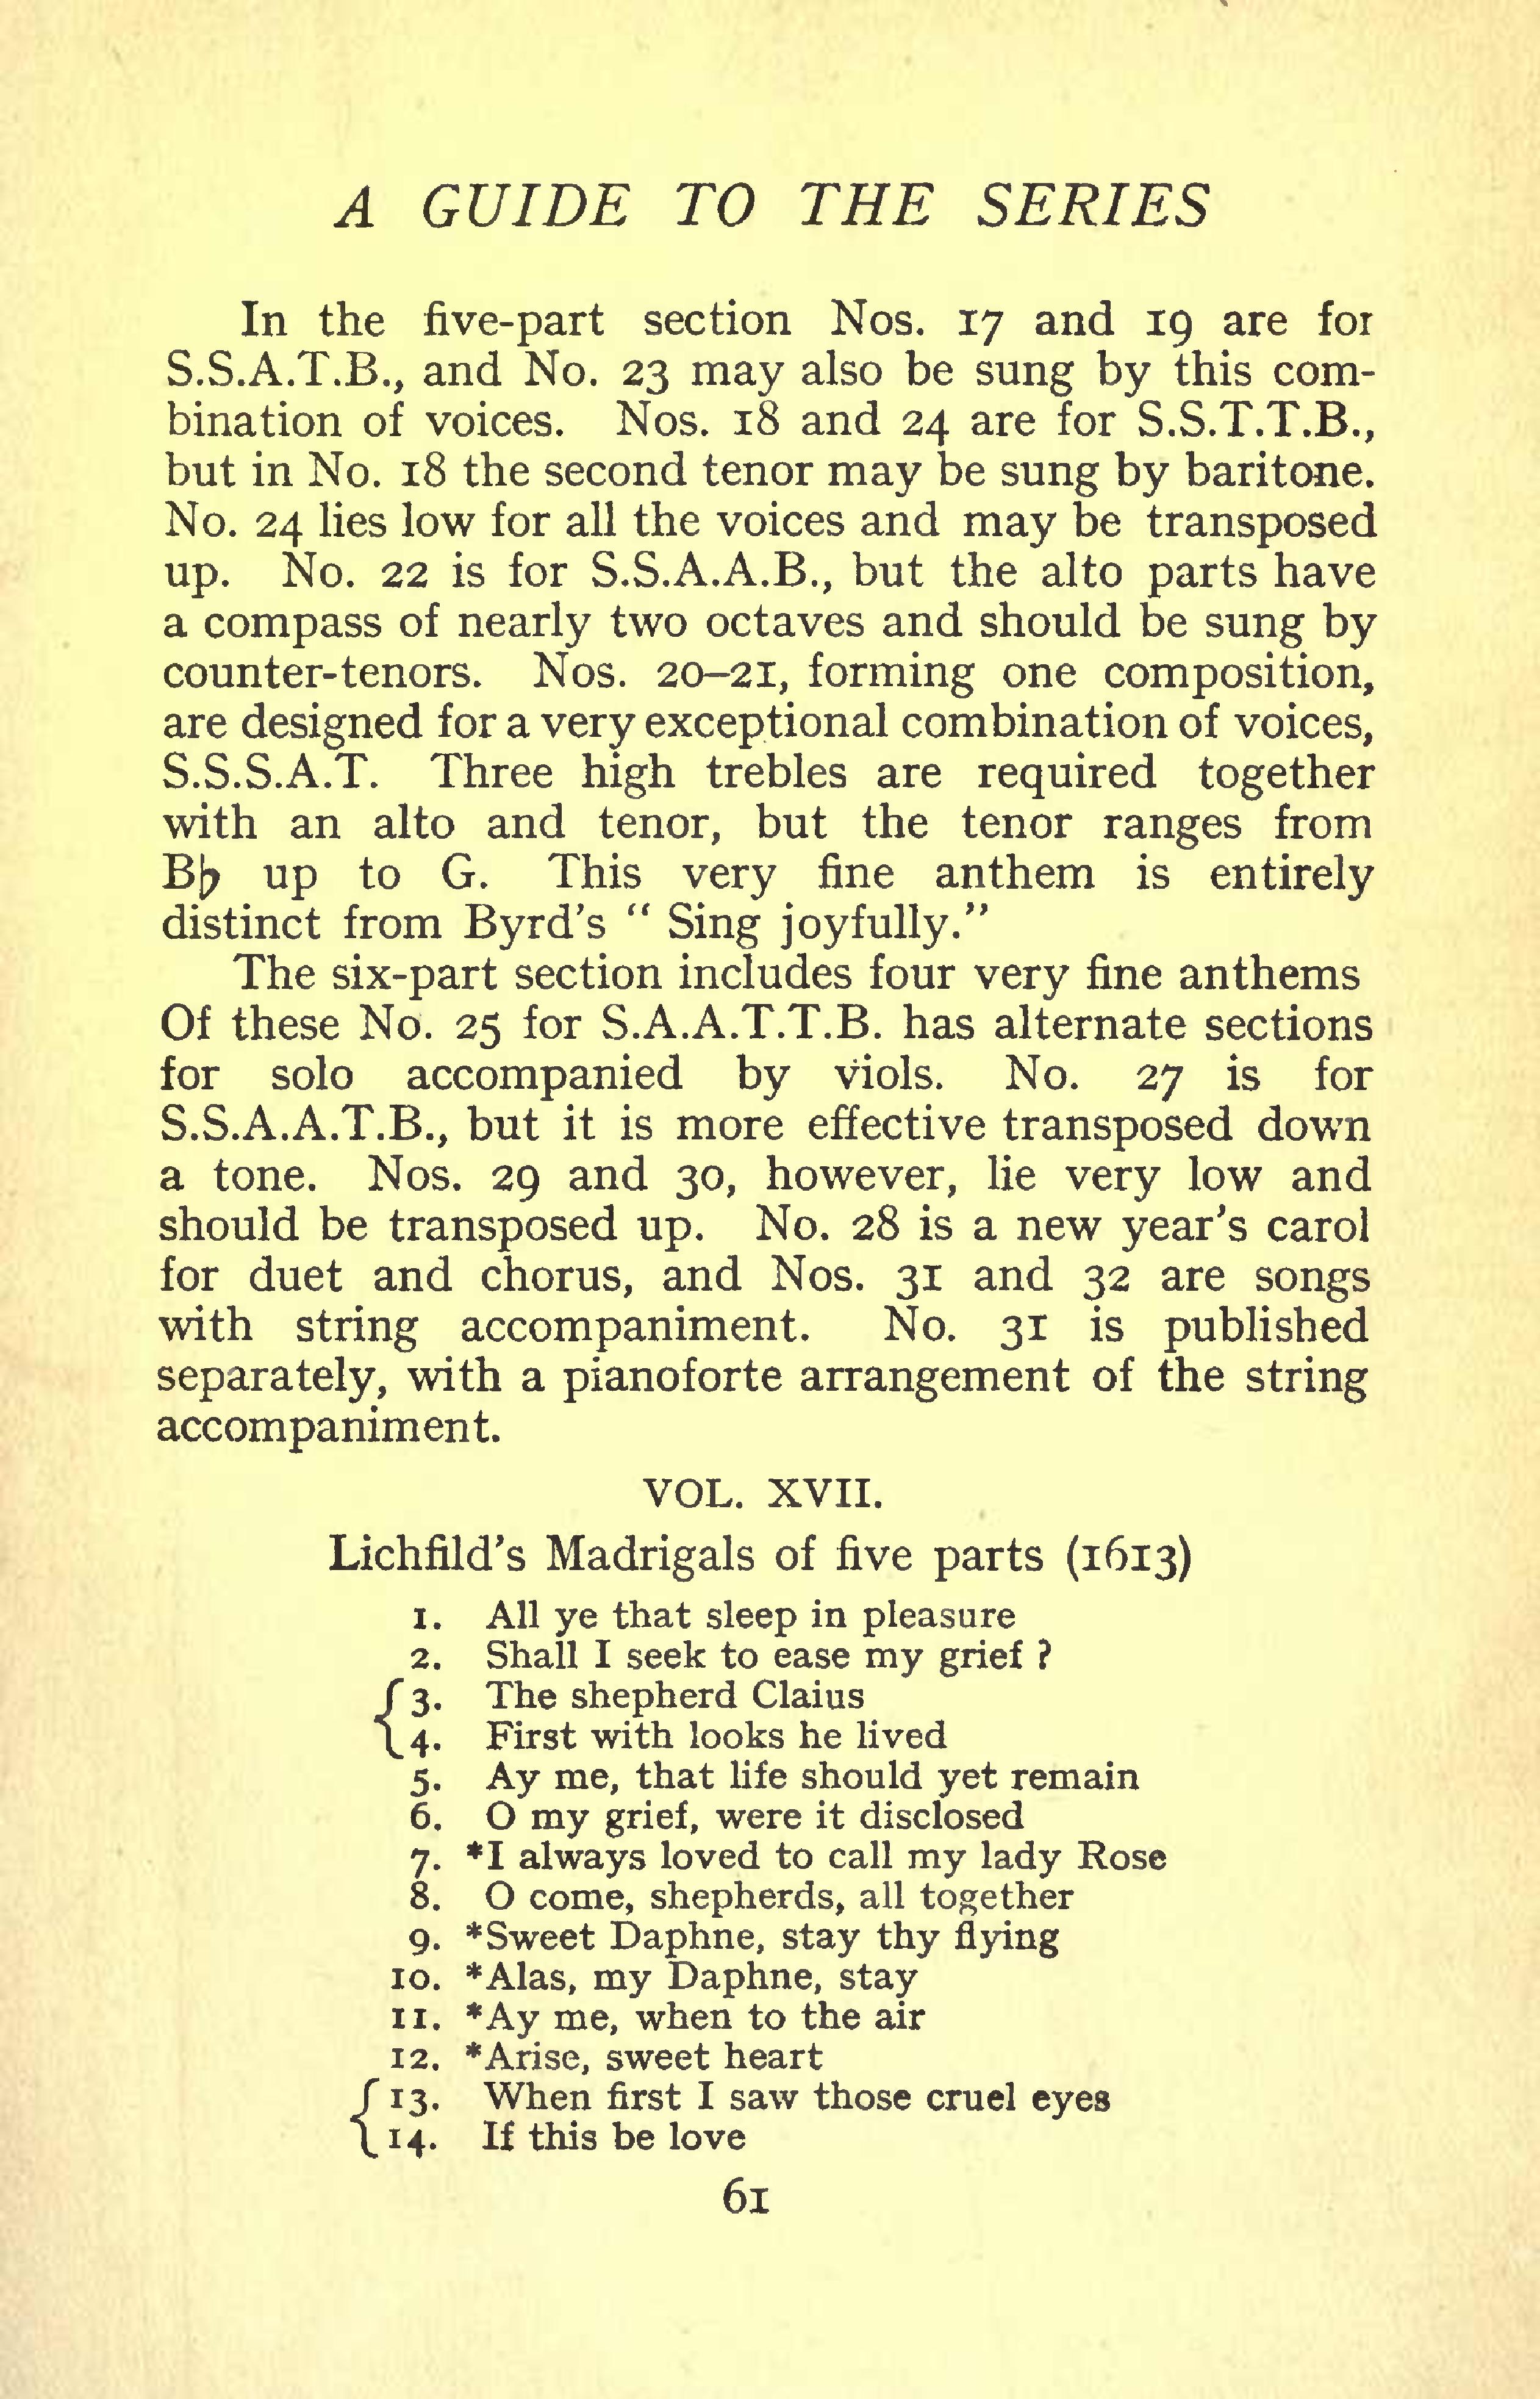 A GUIDE TO THE SERIES
In the five-part section Nos. 17 and 19 are for
S.S.A.T.B., and No. 23 may also be sung by this com-
bination of voices. Nos. 18 and 24 are for S.S.T.T.B.,
but in No. 18 the second tenor may be sung by baritone.
No. 24 lies low for all the voices and may be transposed
up. No. 22 is for S.S.A.A.B., but the alto parts have
a compass of nearly two octaves and should be sung by
counter-tenors. Nos. 20–21, forming one composition,
are designed for a very exceptional combination of voices,
S.S.S.A.T. Three high trebles are required together
with an alto and tenor, but the tenor ranges from
B♭ up to G. This very fine anthem is entirely
distinct from Byrd's “ Sing joyfully.”
The six-part section includes four very fine anthems
Of these No. 25 for S.A.A.T.T.B. has alternate sections
for solo accompanied by viols. No. 27 is for
S.S.A.A.T.B., but it is more effective transposed down
a tone. Nos. 29 and 30, however, lie very low and
should be transposed up. No. 28 is a new year's carol
for duet and chorus, and Nos. 31 and 32 are songs
with string accompaniment. No. 31 is published
separately, with a pianoforte arrangement of the string
accompaniment.
VOL. XVII.
Lichfild's Madrigals of five parts (1613)
1. All ye that sleep in pleasure
2. Shall I seek to ease my grief ?
{ 3. The shepherd Claius
4. First with looks he lived
5. Ay me, that life should yet remain
6. O my grief, were it disclosed
7. *I always loved to call my lady Rose
8. O come, shepherds, all together
9. *Sweet Daphne, stay thy flying
10. *Alas, my Daphne, stay
11. *Ay me, when to the air
12. *Arise, sweet heart
{ 13. When first I saw those cruel eyes
14. If this be love
61